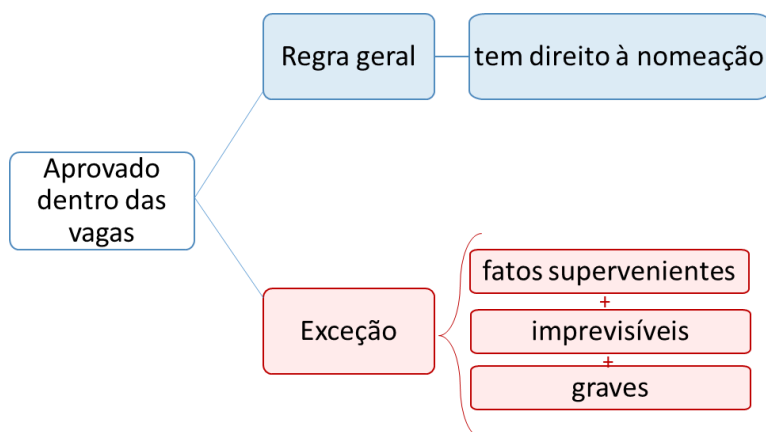 Regra geral
tem direito à nomeação
Aprovado
dentro das
vagas
Exceção
fatos supervenientes
+
imprevisíveis
+
graves